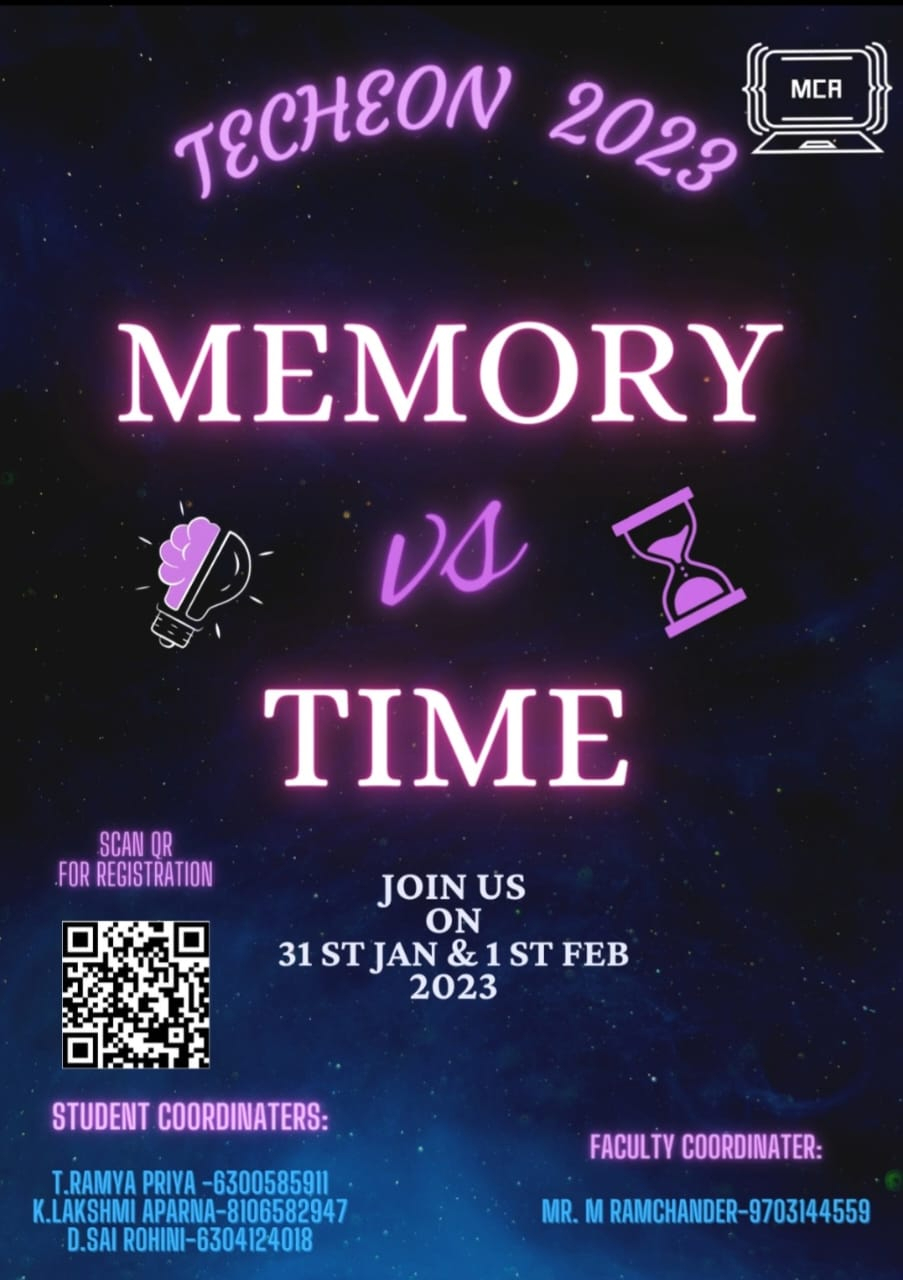 TECHEON 2023
MCA
MEMORY
vs
TIME
SCAN QR
FOR REGISTRATION
JOIN US
ON
31 ST JAN & 1 ST FEB
2023
STUDENT COORDINATERS:
T.RAMYA PRIYA -6300585911
K.LAKSHMI APARNA-8106582947
D.SAI ROHINI-6304124018
FACULTY COORDINATER:
MR. M RAMCHANDER-9703144559